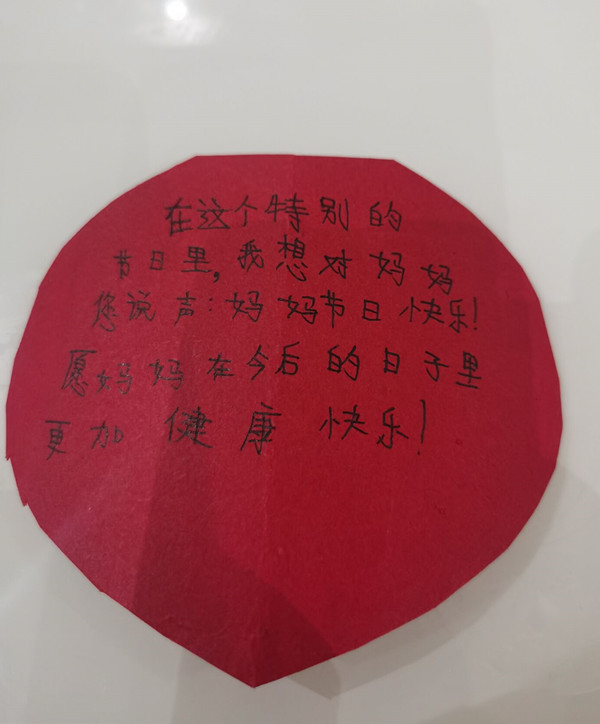 在这个特别的
节日里,我想对妈妈
您说声:妈妈节日快乐!
愿妈妈在今后的日子里
更加健康快乐!